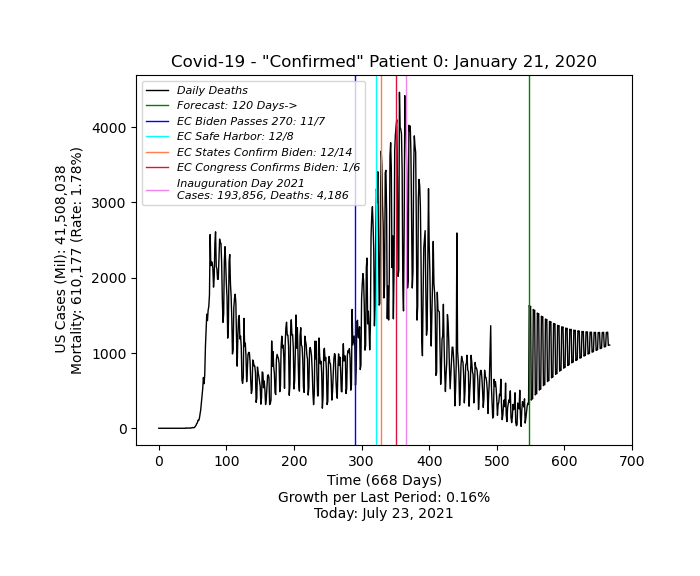 Covid-19 - "Confirmed" Patient 0: January 21, 2020
Daily Deaths
Forecast: 120 Days->
EC Biden Passes 270: 11/7
EC Safe Harbor: 12/8
EC States Confirm Biden: 12/14
EC Congress Confirms Biden: 1/6
Inauguration Day 2021
Cases: 193,856, Deaths: 4,186
US Cases (Mil): 41,508,038
Mortality: 610,177 (Rate: 1.78%)
4000
3000
2000
1000
0
0 100 200 300 400 500 600 700
Time (668 Days)
Growth per Last Period: 0.16%
Today: July 23, 2021